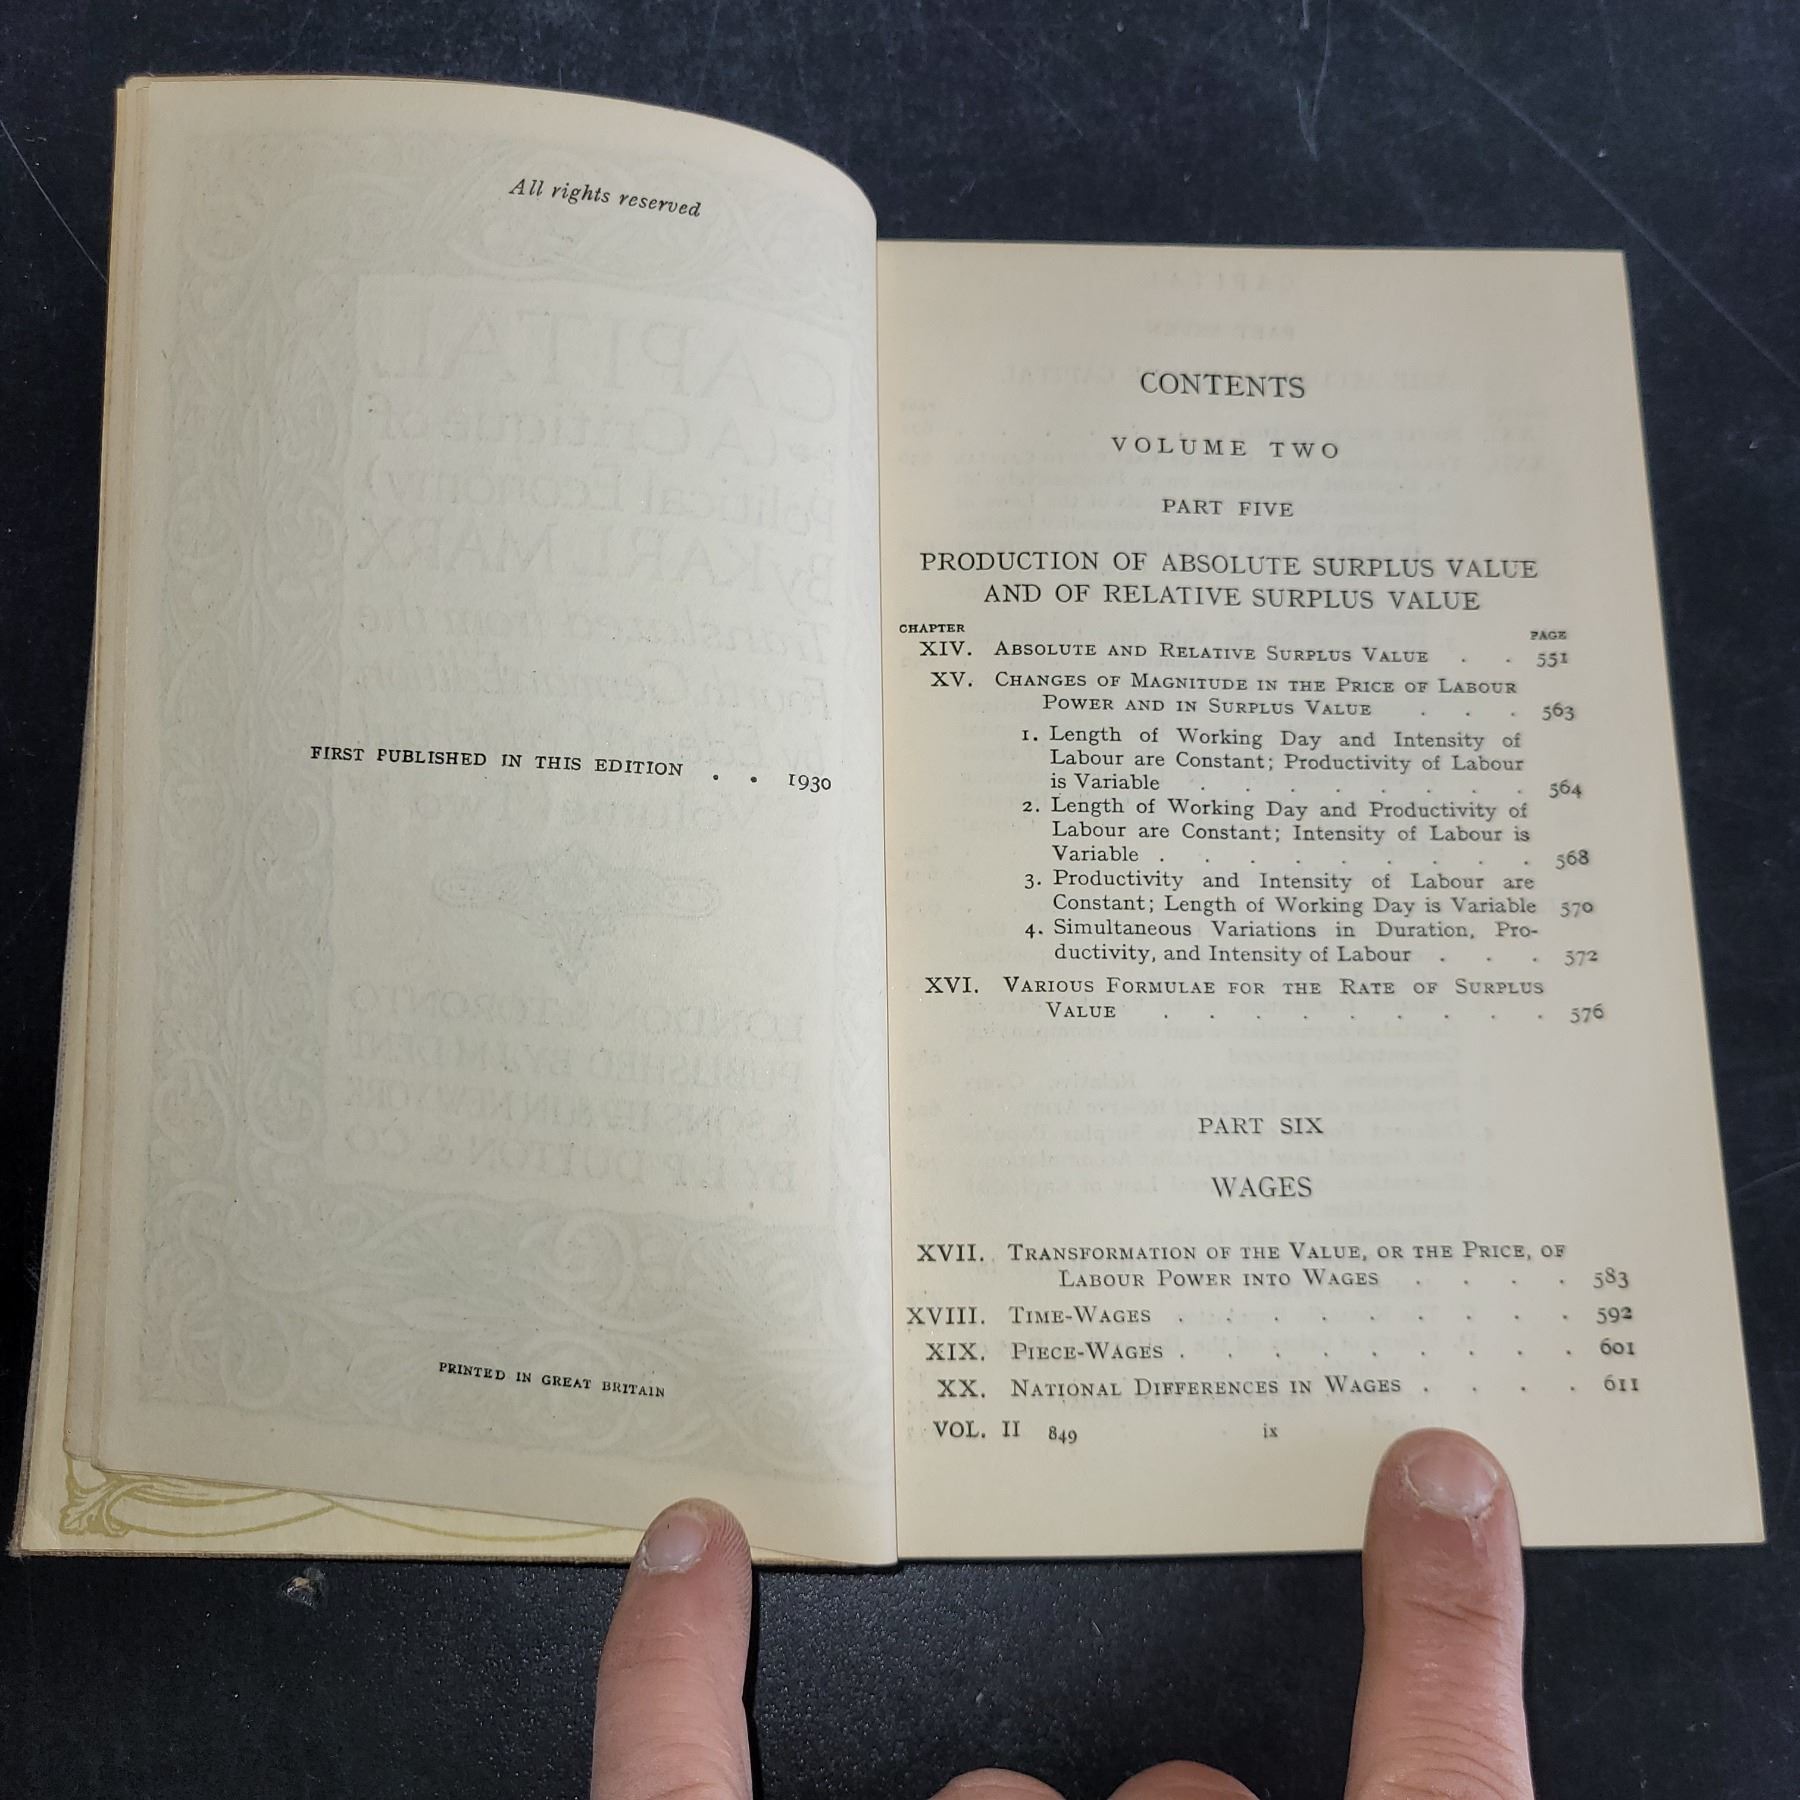 All rights reserved
FIRST PUBLISHED IN THIS EDITION . . 1930
PRINTED IN GREAT BRITAIN
CONTENTS
VOLUME TWO
PART FIVE
PRODUCTION OF ABSOLUTE SURPLUS VALUE
AND OF RELATIVE SURPLUS VALUE
CHAPTER PAGE
XIV. ABSOLUTE AND RELATIVE SURPLUS VALUE . . 551
XV. CHANGES OF MAGNITUDE IN THE PRICE OF LABOUR
POWER AND IN SURPLUS VALUE . . . 563
1. Length of Working Day and Intensity of
Labour are Constant; Productivity of Labour
is Variable . . . . . . . . 564
2. Length of Working Day and Productivity of
Labour are Constant; Intensity of Labour is
Variable . . . . . . . . . 568
3. Productivity and Intensity of Labour are
Constant; Length of Working Day is Variable 570
4. Simultaneous Variations in Duration, Pro-
ductivity, and Intensity of Labour . . . 572
XVI. VARIOUS FORMULAE FOR THE RATE OF SURPLUS
VALUE . . . . . . . . . 576
PART SIX
WAGES
XVII. TRANSFORMATION OF THE VALUE, OR THE PRICE, OF
LABOUR POWER INTO WAGES . . . . 583
XVIII. TIME-WAGES . . . . . . . . . 592
XIX. PIECE-WAGES . . . . . . . . . 601
XX. NATIONAL DIFFERENCES IN WAGES . . . . 611
VOL. II 849 ix